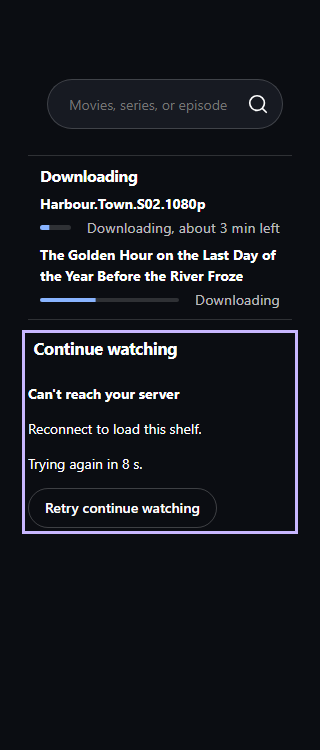 Movies, series, or episode
Downloading
Harbour.Town.S02.1080p
Downloading, about 3 min left
The Golden Hour on the Last Day of
the Year Before the River Froze
Downloading
Continue watching
Can't reach your server
Reconnect to load this shelf.
Trying again in 8 s.
Retry continue watching